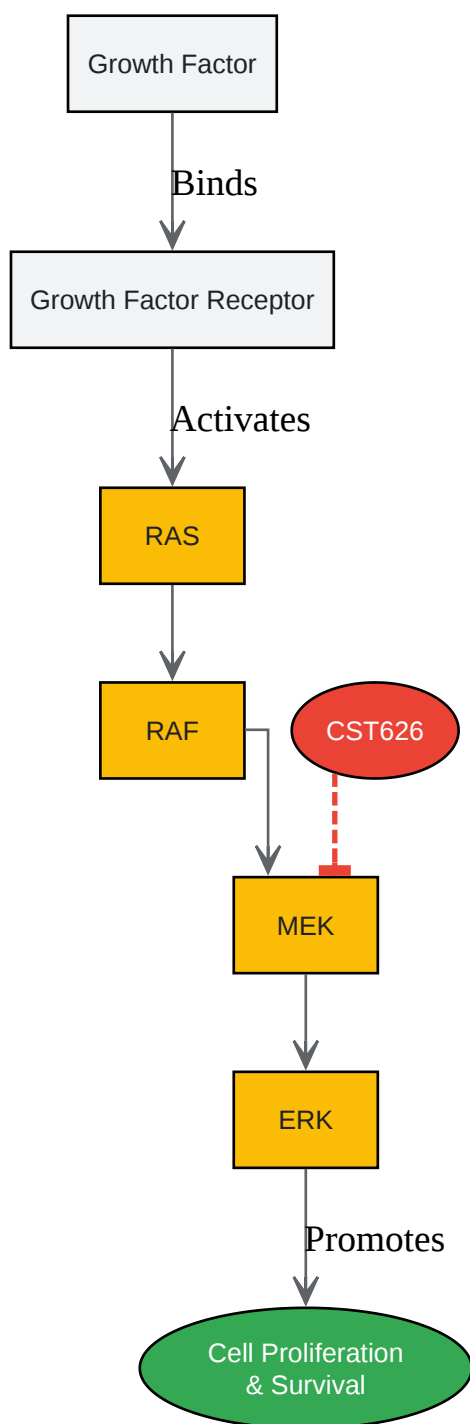 Growth Factor
Binds
Growth Factor Receptor
Activates
RAS
RAF
CST626
MEK
ERK
Promotes
Cell Proliferation
& Survival